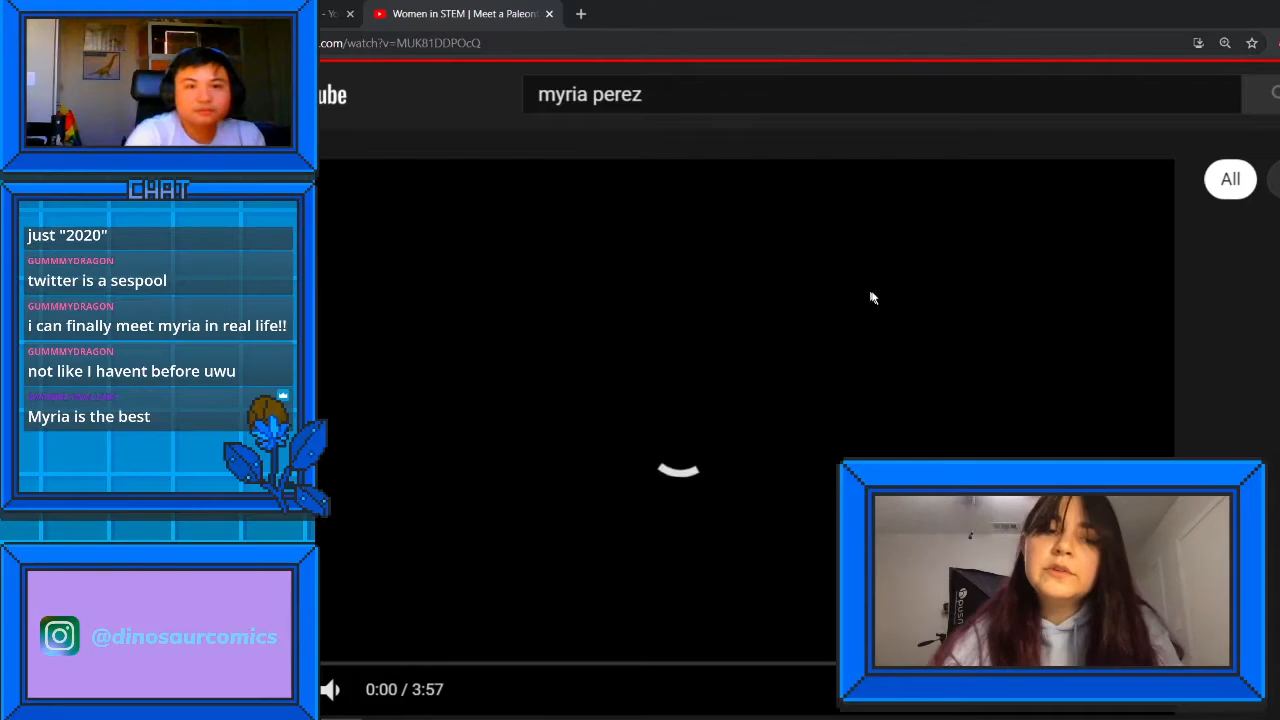 - Yo
Women in STEM | Meet a Paleont
.com/watch?v=MUK81DDPOcQ
ube
myria perez
All
CHAT
just "2020"
GUMMMYDRAGON
twitter is a sespool
GUMMMYDRAGON
i can finally meet myria in real life!!
GUMMMYDRAGON
not like I havent before uwu
Myria is the best
@dinosaurcomics
0:00 / 3:57